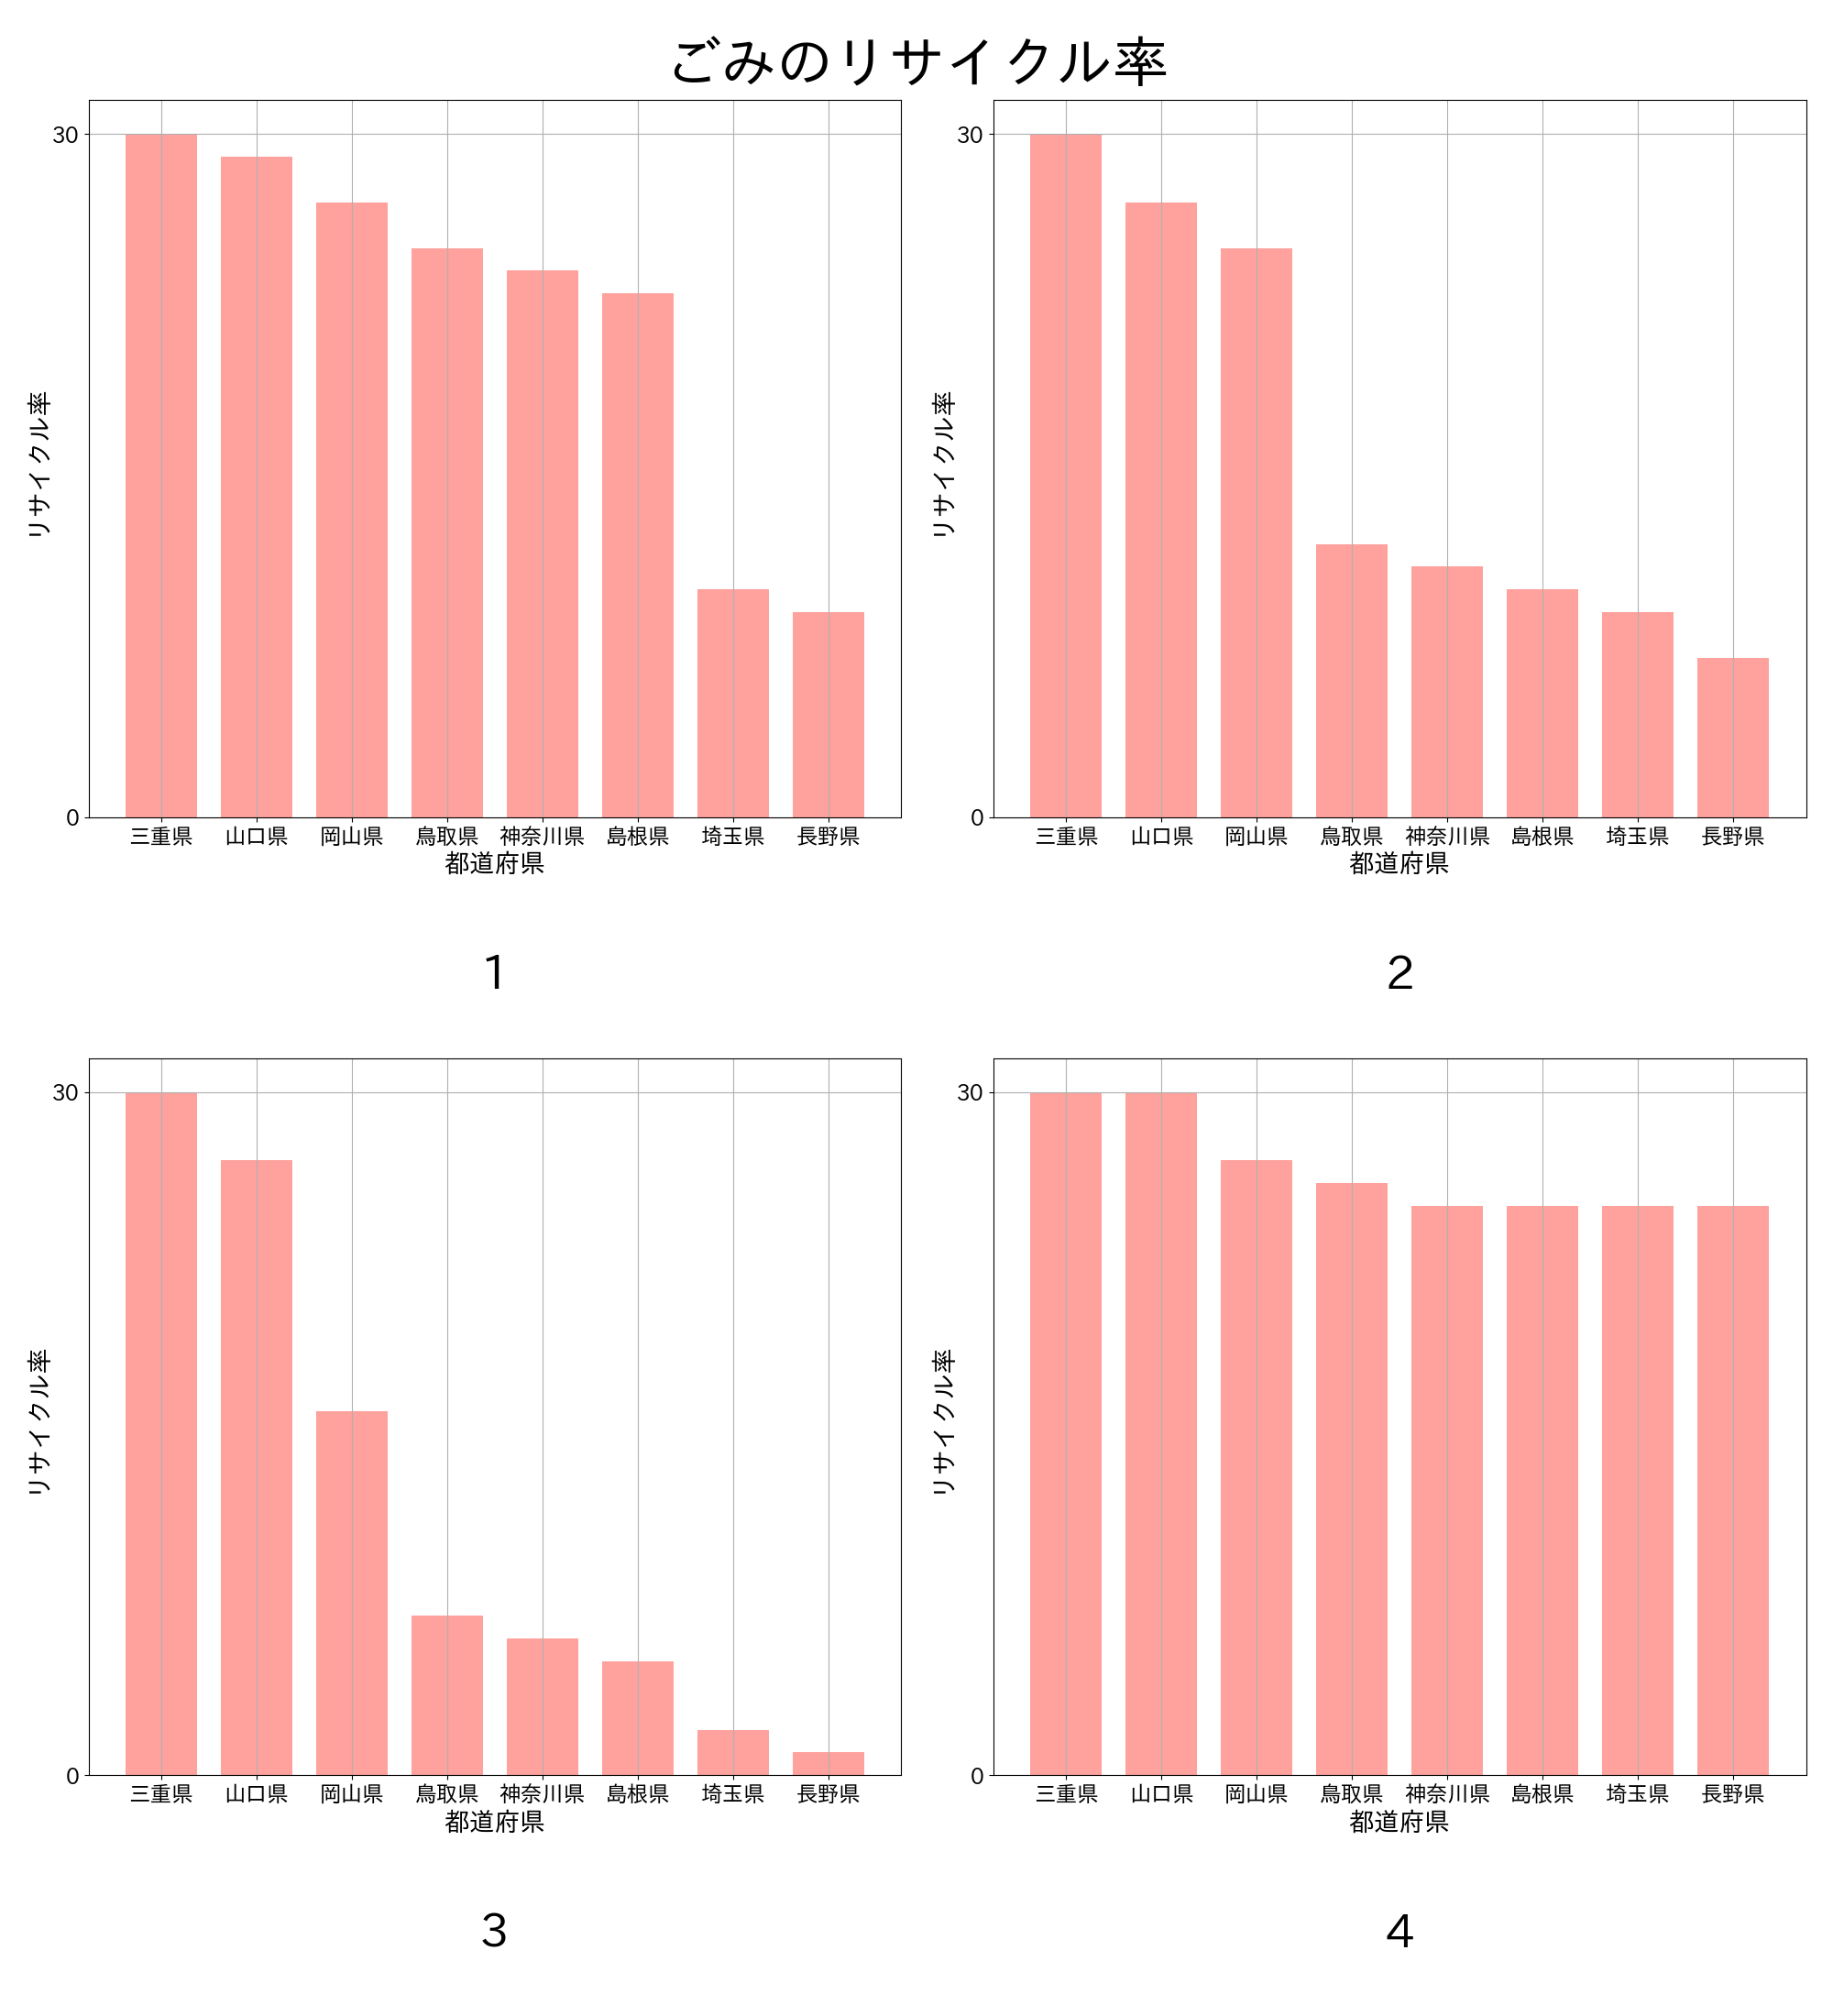 ごみのリサイクル率
30
0
リサイクル率
三重県 山口県 岡山県 鳥取県 神奈川県 島根県 埼玉県 長野県
都道府県
1
30
0
リサイクル率
三重県 山口県 岡山県 鳥取県 神奈川県 島根県 埼玉県 長野県
都道府県
2
30
0
リサイクル率
三重県 山口県 岡山県 鳥取県 神奈川県 島根県 埼玉県 長野県
都道府県
3
30
0
リサイクル率
三重県 山口県 岡山県 鳥取県 神奈川県 島根県 埼玉県 長野県
都道府県
4